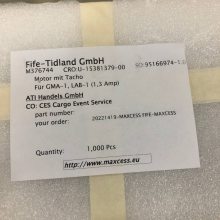 Fife-Tidland GmbH
M376744 CRO:U-15381379-00 SO:95166974-1.0
Motor mit Tacho
Für GMA-1, LAB-1 (1,3 Amp)
ATI Handels GmbH
CO: CES Cargo Event Service
part number:
your order: 20221413-MAXCESS FIFE-MAXCESS
Quantity: 1,000 Pcs
http://www.maxcess.eu